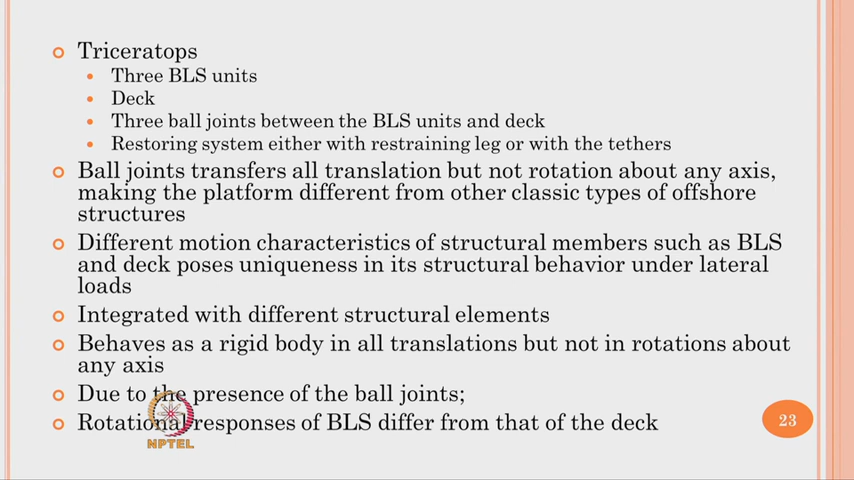 Triceratops
Three BLS units
Deck
Three ball joints between the BLS units and deck
Restoring system either with restraining leg or with the tethers
Ball joints transfers all translation but not rotation about any axis,
making the platform different from other classic types of offshore
structures
Different motion characteristics of structural members such as BLS
and deck poses uniqueness in its structural behavior under lateral
loads
Integrated with different structural elements
Behaves as a rigid body in all translations but not in rotations about
any axis
Due to the presence of the ball joints;
Rotational responses of BLS differ from that of the deck
23
NPTEL